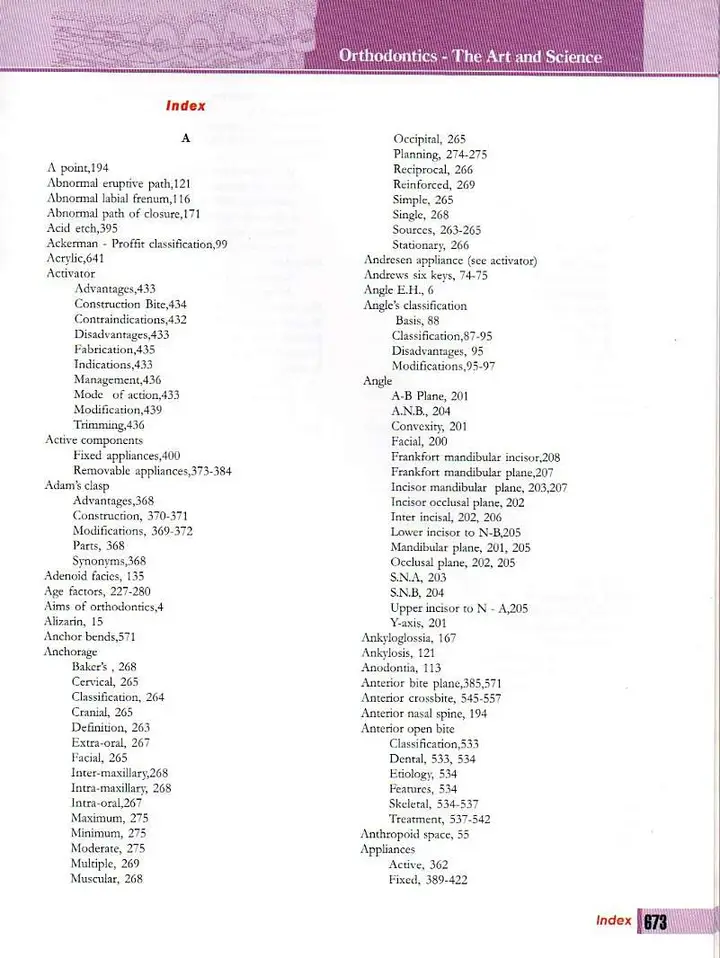 Orthodontics - The Art and Science
Index
A
A point,194
Abnormal eruptive path,121
Abnormal labial frenum,116
Abnormal path of closure,171
Acid etch,395
Ackerman - Proffit classification,99
Acrylic,641
Activator
Advantages,433
Construction Bite,434
Contraindications,432
Disadvantages,433
Fabrication,435
Indications,433
Management,436
Mode of action,433
Modification,439
Trimming,436
Active components
Fixed appliances,400
Removable appliances,373-384
Adam's clasp
Advantages,368
Construction, 370-371
Modifications, 369-372
Parts, 368
Synonyms,368
Adenoid facies, 135
Age factors, 227-280
Aims of orthodontics,4
Alizarin, 15
Anchor bends,571
Anchorage
Baker's , 268
Cervical, 265
Classification, 264
Cranial, 265
Definition, 263
Extra-oral, 267
Facial, 265
Inter-maxillary,268
Intra-maxillary, 268
Intra-oral,267
Maximum, 275
Minimum, 275
Moderate, 275
Multiple, 269
Muscular, 268
Occipital, 265
Planning, 274-275
Reciprocal, 266
Reinforced, 269
Simple, 265
Single, 268
Sources, 263-265
Stationary, 266
Andresen appliance (see activator)
Andrews six keys, 74-75
Angle E.H., 6
Angle's classification
Basis, 88
Classification,87-95
Disadvantages, 95
Modifications,95-97
Angle
A-B Plane, 201
A.N.B., 204
Convexity, 201
Facial, 200
Frankfort mandibular incisor,208
Frankfort mandibular plane,207
Incisor mandibular plane, 203,207
Incisor occlusal plane, 202
Inter incisal, 202, 206
Lower incisor to N-B,205
Mandibular plane, 201, 205
Occlusal plane, 202, 205
S.N.A, 203
S.N.B, 204
Upper incisor to N - A,205
Y-axis, 201
Ankyloglossia, 167
Ankylosis, 121
Anodontia, 113
Anterior bite plane,385,571
Anterior crossbite, 545-557
Anterior nasal spine, 194
Anterior open bite
Classification,533
Dental, 533, 534
Etiology, 534
Features, 534
Skeletal, 534-537
Treatment, 537-542
Anthropoid space, 55
Appliances
Active, 362
Fixed, 389-422
Index 673